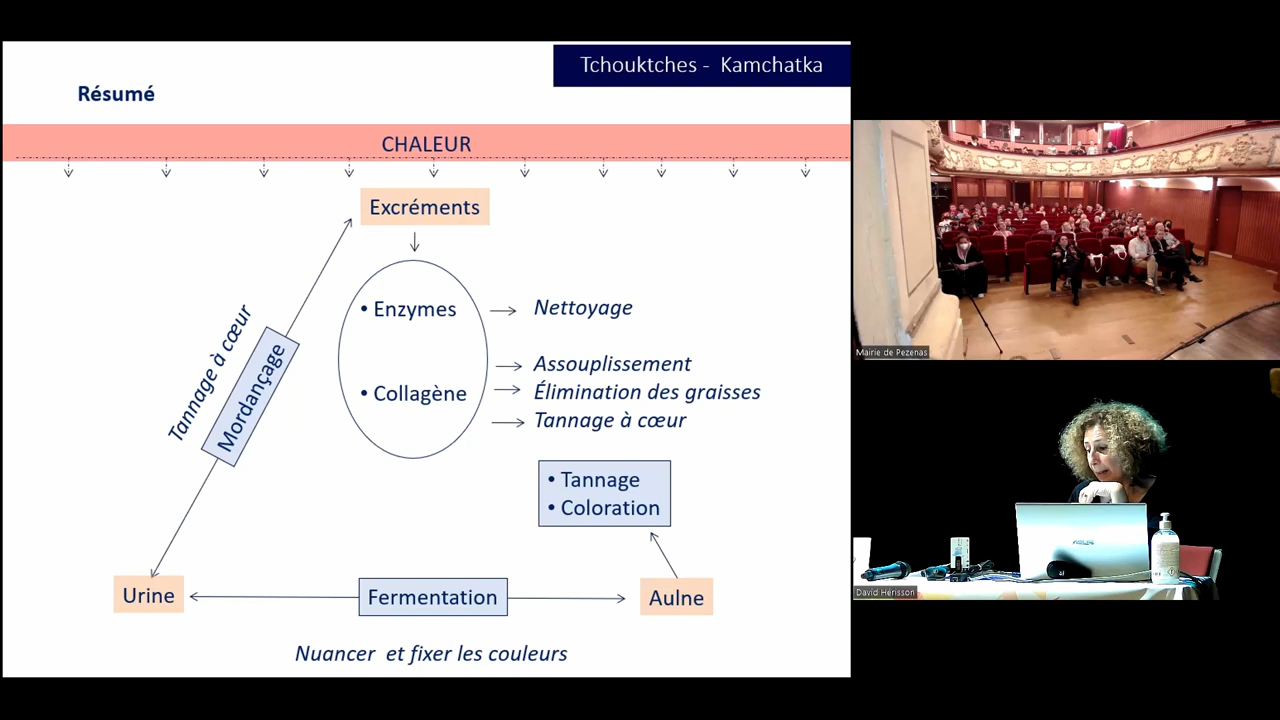 Tchouktches - Kamchatka
Résumé
CHALEUR
Excréments
• Enzymes
Nettoyage
Assouplissement
• Collagène
Élimination des graisses
Tannage à cœur
Tannage à cœur
Mordançage
• Tannage
• Coloration
Urine
Fermentation
Aulne
Nuancer et fixer les couleurs
Mairie de Pezenas
ASUS
David Hérisson